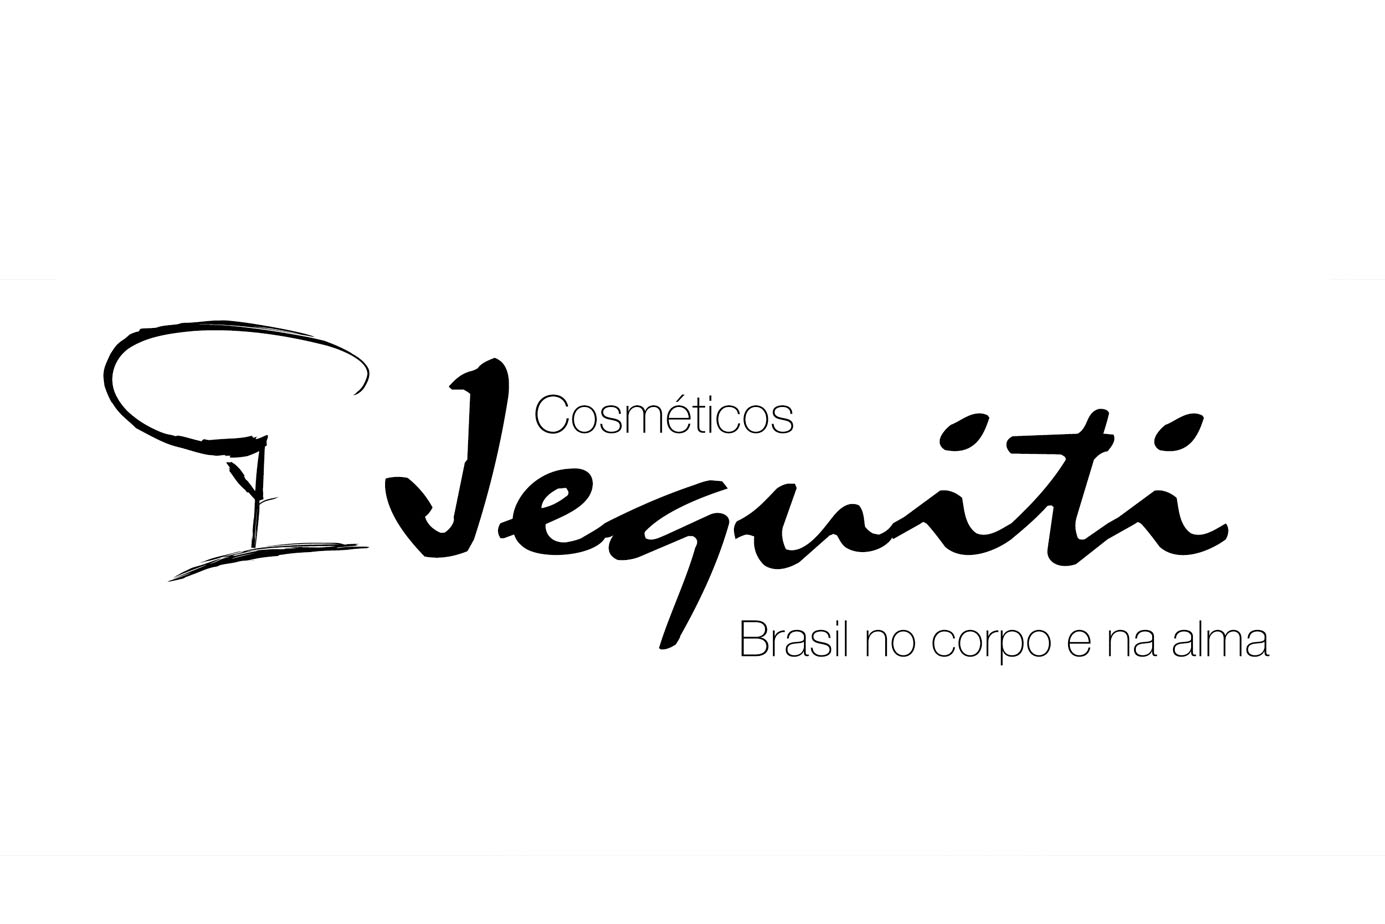 Cosméticos
Jequiti
Brasil no corpo e na alma